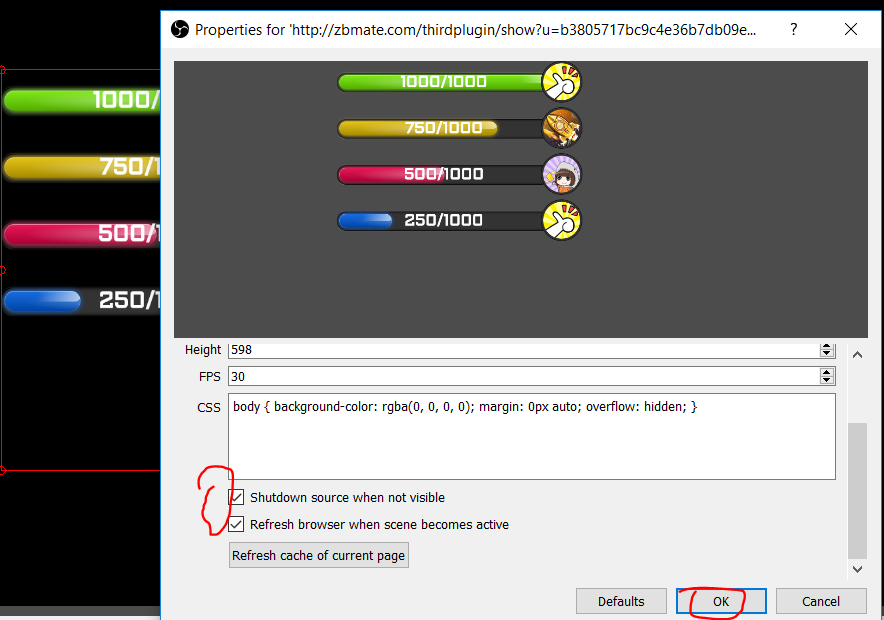 Properties for 'http://zbmate.com/thirdplugin/show?u=b3805717bc9c4e36b7db09e...
?
1000/1000
750/1000
500/1000
250/1000
1000/
750/1
500/1
250/1
Height 598
FPS 30
CSS body { background-color: rgba(0, 0, 0, 0); margin: 0px auto; overflow: hidden; }
Shutdown source when not visible
Refresh browser when scene becomes active
Refresh cache of current page
Defaults OK Cancel